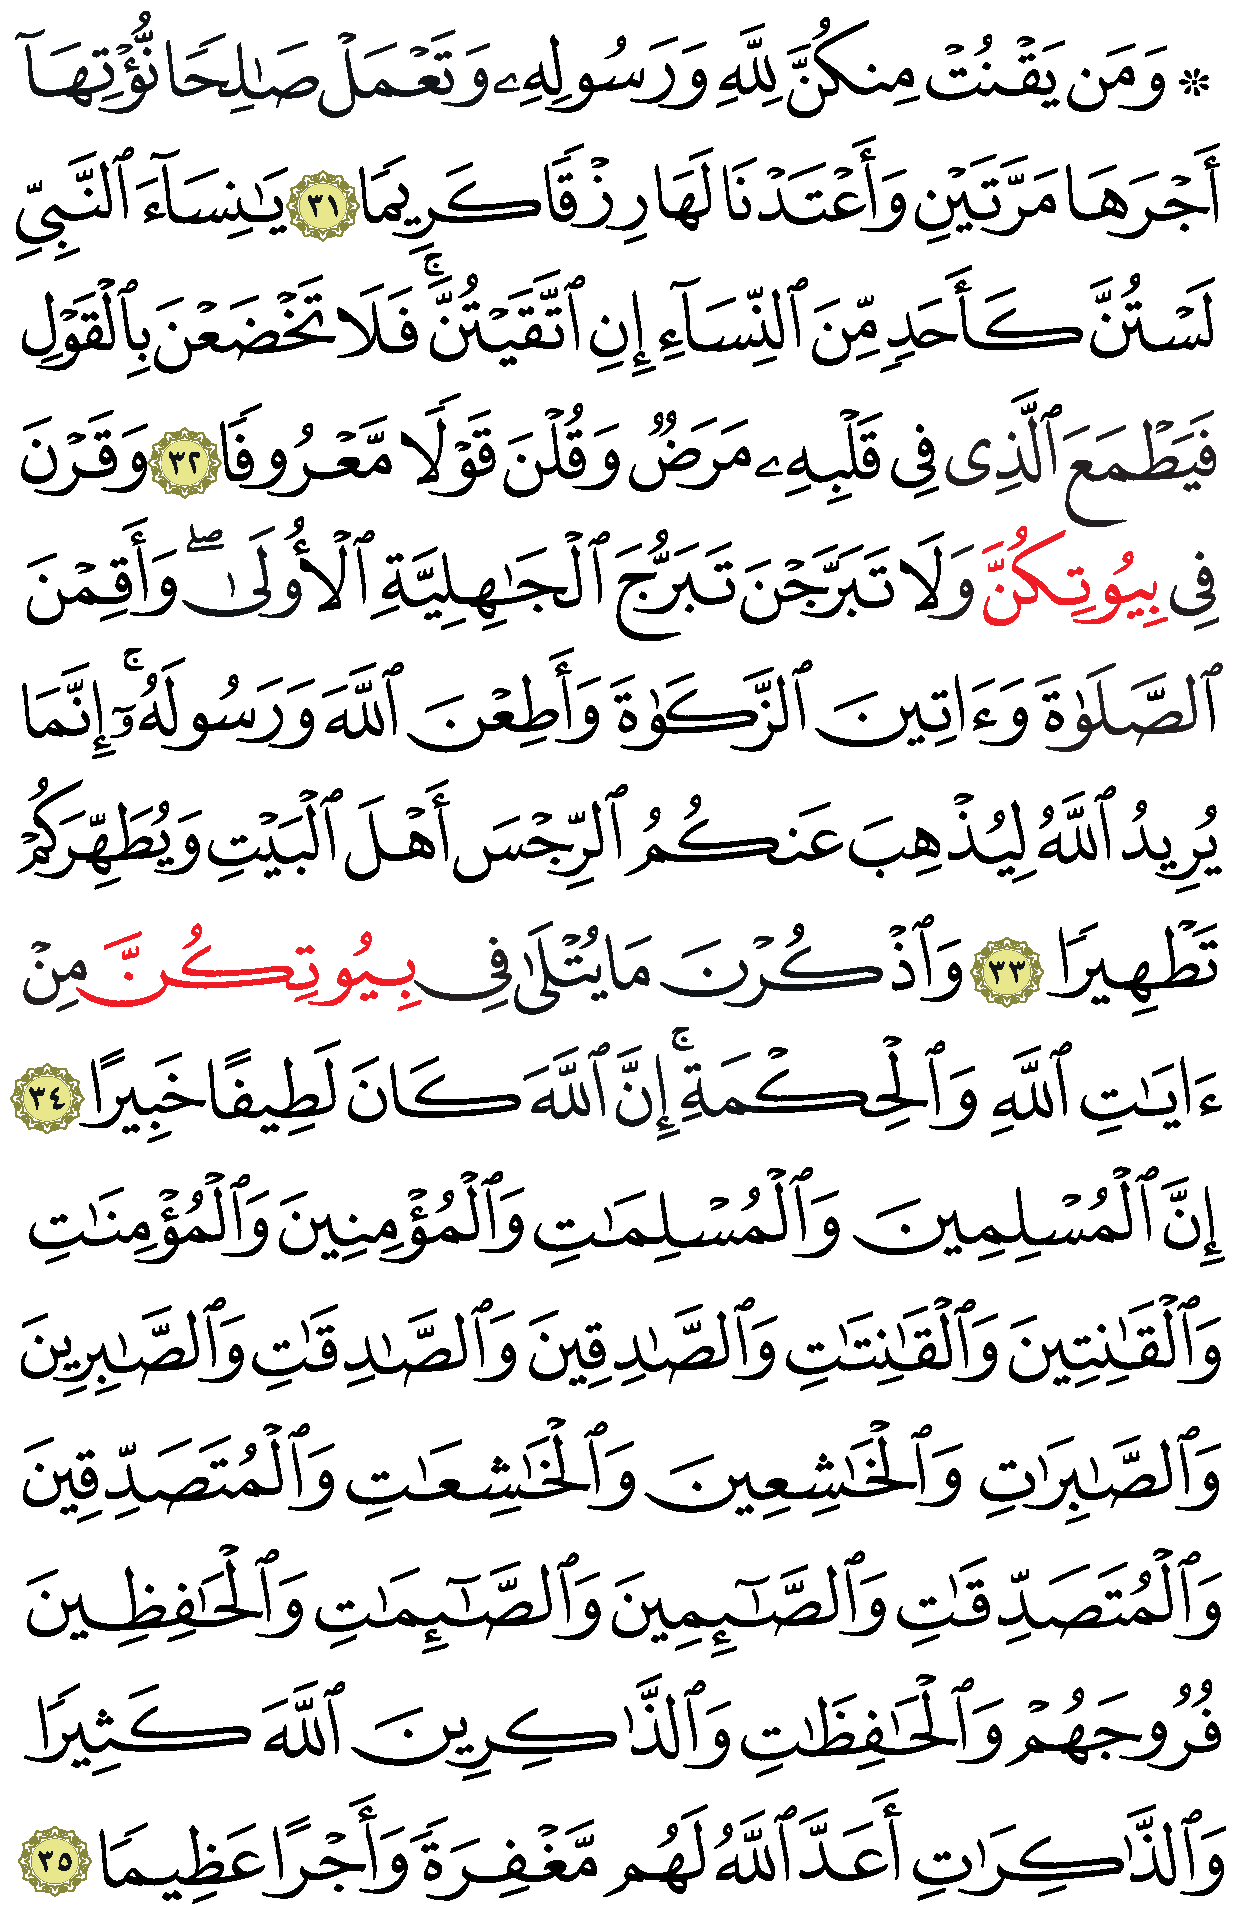 ۞ وَمَن يَقْنُتْ مِنكُنَّ لِلَّهِ وَرَسُولِهِۦ وَتَعْمَلْ صَٰلِحًا نُّؤْتِهَآ
أَجْرَهَا مَرَّتَيْنِ وَأَعْتَدْنَا لَهَا رِزْقًا كَرِيمًا ٣١ يَٰنِسَآءَ ٱلنَّبِيِّ
لَسْتُنَّ كَأَحَدٍ مِّنَ ٱلنِّسَآءِ إِنِ ٱتَّقَيْتُنَّۚ فَلَا تَخْضَعْنَ بِٱلْقَوْلِ
فَيَطْمَعَ ٱلَّذِى فِى قَلْبِهِۦ مَرَضٌ وَقُلْنَ قَوْلًا مَّعْرُوفًا ٣٢ وَقَرْنَ
فِى بِيُوتِكُنَّ وَلَا تَبَرَّجْنَ تَبَرُّجَ ٱلْجَٰهِلِيَّةِ ٱلْأُولَىٰۖ وَأَقِمْنَ
ٱلصَّلَوٰةَ وَءَاتِينَ ٱلزَّكَوٰةَ وَأَطِعْنَ ٱللَّهَ وَرَسُولَهُۥٓۚ إِنَّمَا
يُرِيدُ ٱللَّهُ لِيُذْهِبَ عَنكُمُ ٱلرِّجْسَ أَهْلَ ٱلْبَيْتِ وَيُطَهِّرَكُمْ
تَطْهِيرًا ٣٣ وَٱذْكُرْنَ مَا يُتْلَىٰ فِى بِيُوتِكُنَّ مِنْ
ءَايَٰتِ ٱللَّهِ وَٱلْحِكْمَةِۚ إِنَّ ٱللَّهَ كَانَ لَطِيفًا خَبِيرًا ٣٤
إِنَّ ٱلْمُسْلِمِينَ وَٱلْمُسْلِمَٰتِ وَٱلْمُؤْمِنِينَ وَٱلْمُؤْمِنَٰتِ
وَٱلْقَٰنِتِينَ وَٱلْقَٰنِتَٰتِ وَٱلصَّٰدِقِينَ وَٱلصَّٰدِقَٰتِ وَٱلصَّٰبِرِينَ
وَٱلصَّٰبِرَٰتِ وَٱلْخَٰشِعِينَ وَٱلْخَٰشِعَٰتِ وَٱلْمُتَصَدِّقِينَ
وَٱلْمُتَصَدِّقَٰتِ وَٱلصَّٰٓئِمِينَ وَٱلصَّٰٓئِمَٰتِ وَٱلْحَٰفِظِينَ
فُرُوجَهُمْ وَٱلْحَٰفِظَٰتِ وَٱلذَّٰكِرِينَ ٱللَّهَ كَثِيرًا
وَٱلذَّٰكِرَٰتِ أَعَدَّ ٱللَّهُ لَهُم مَّغْفِرَةً وَأَجْرًا عَظِيمًا ٣٥